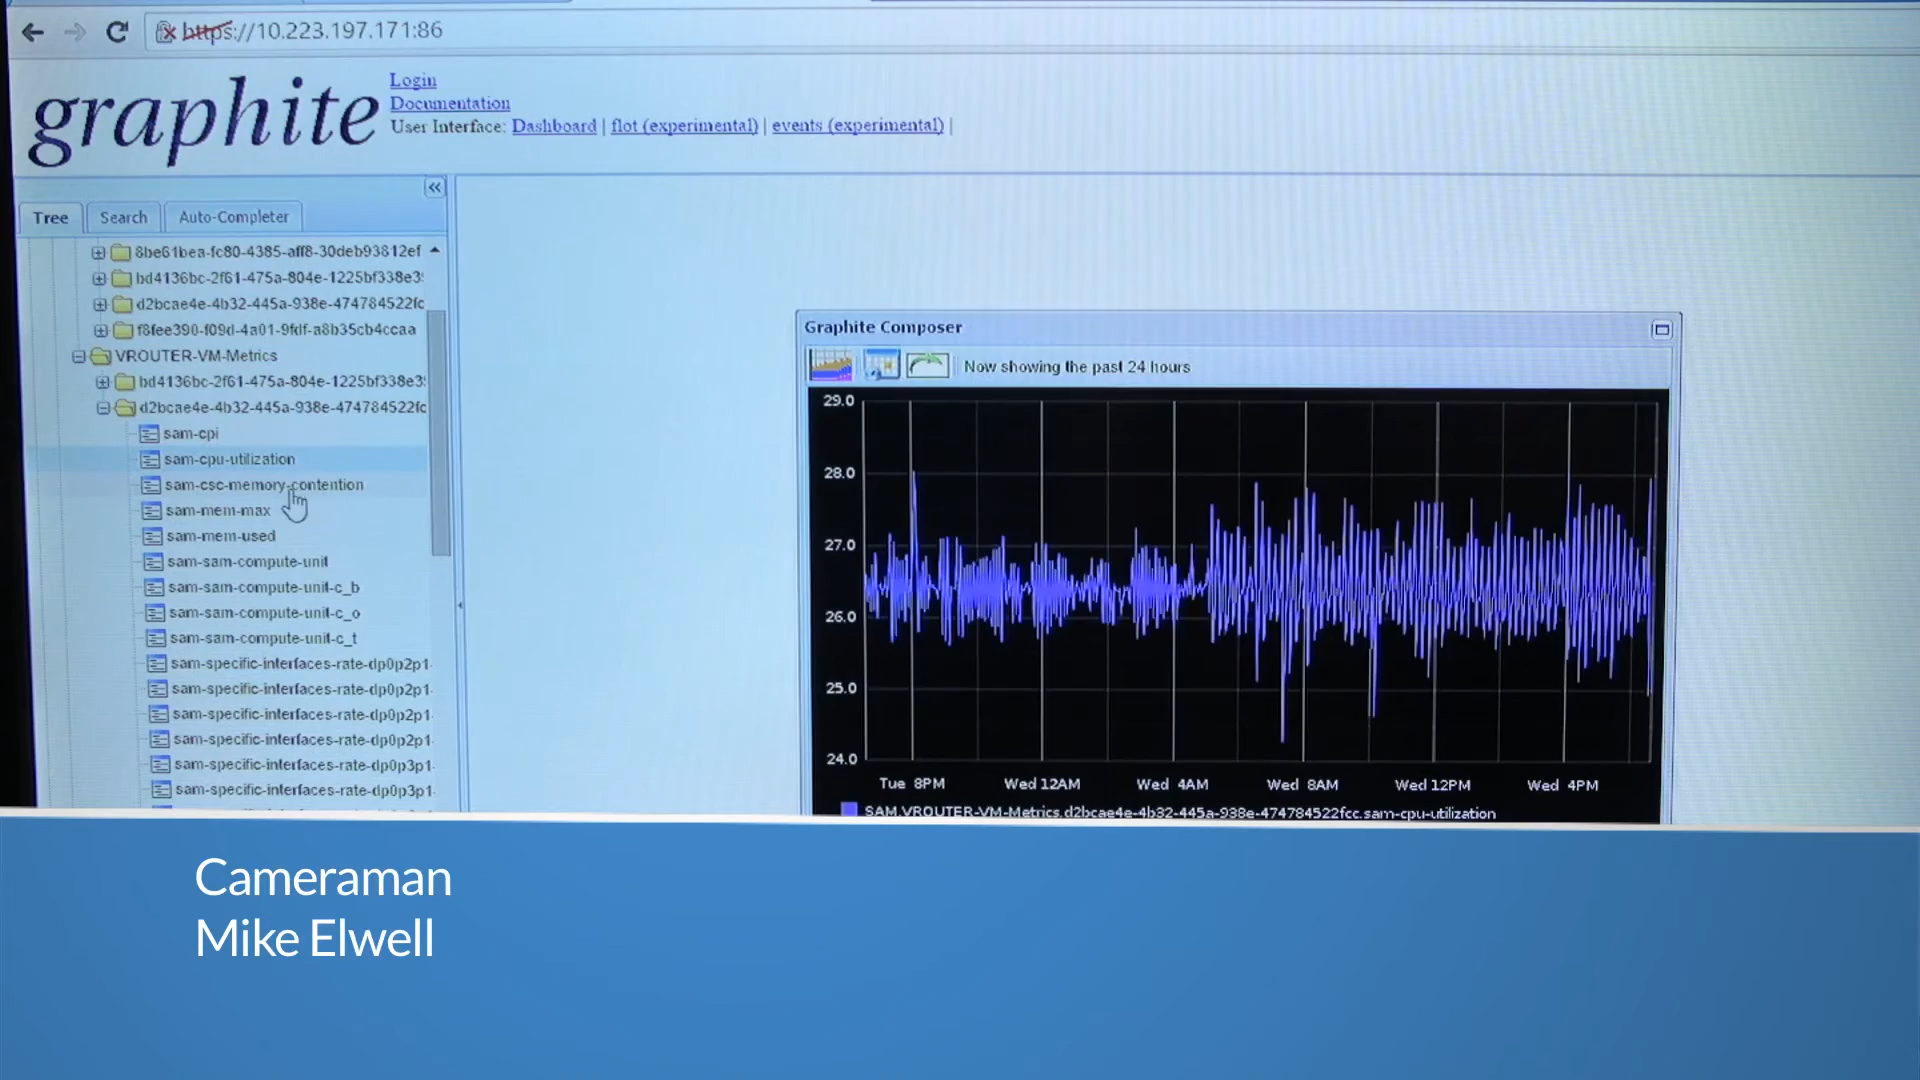 https://10.223.197.171:86
graphite
Login
Documentation
User Interface: Dashboard | flot (experimental) | events (experimental) |
Tree
Search
Auto-Completer
8be61bea-fc80-4385-aff8-30deb93812ef
bd4136bc-2f61-475a-804e-1225bf338e3
d2bcae4e-4b32-445a-938e-474784522fc
f8fee390-f09d-4a01-9fdf-a8b35cb4ccaa
VROUTER-VM-Metrics
bd4136bc-2f61-475a-804e-1225bf338e3
d2bcae4e-4b32-445a-938e-474784522fc
sam-cpi
sam-cpu-utilization
sam-csc-memory-contention
sam-mem-max
sam-mem-used
sam-sam-compute-unit
sam-sam-compute-unit-c_b
sam-sam-compute-unit-c_o
sam-sam-compute-unit-c_t
sam-specific-interfaces-rate-dp0p2p1-
sam-specific-interfaces-rate-dp0p2p1-
sam-specific-interfaces-rate-dp0p2p1-
sam-specific-interfaces-rate-dp0p2p1-
sam-specific-interfaces-rate-dp0p3p1-
sam-specific-interfaces-rate-dp0p3p1-
Graphite Composer
Now showing the past 24 hours
29.0
28.0
27.0
26.0
25.0
24.0
Tue 8PM
Wed 12AM
Wed 4AM
Wed 8AM
Wed 12PM
Wed 4PM
SAM.VROUTER-VM-Metrics.d2bcae4e-4b32-445a-938e-474784522fcc.sam-cpu-utilization
Cameraman
Mike Elwell